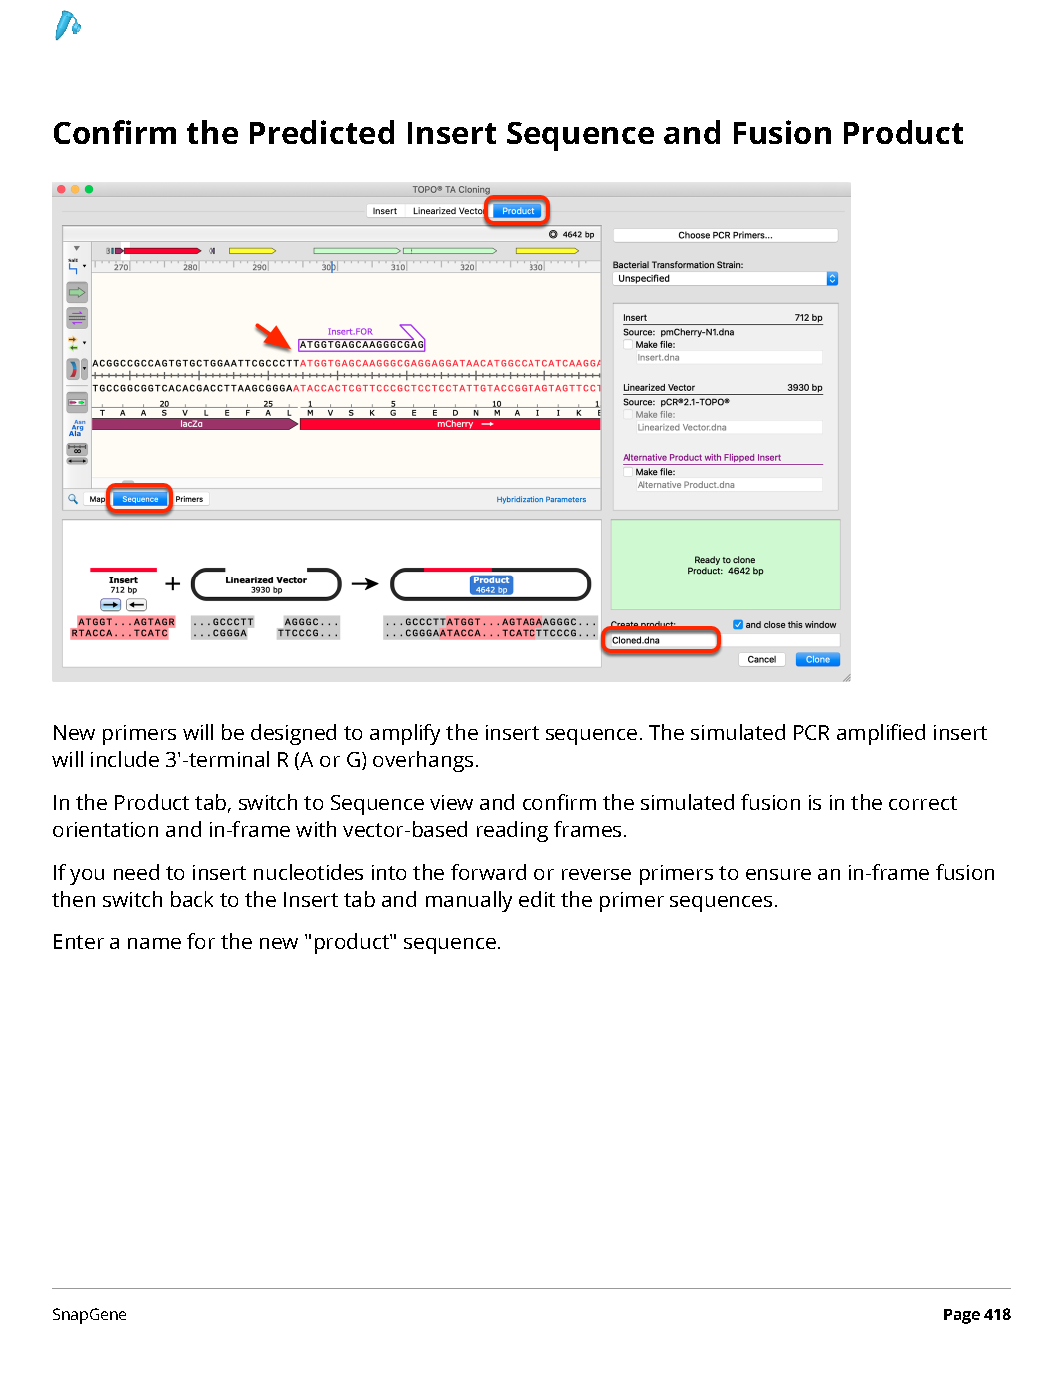 Confirm the Predicted Insert Sequence and Fusion Product
TOPO® TA Cloning
Insert Linearized Vector Product
4642 bp
Choose PCR Primers...
Bacterial Transformation Strain:
Unspecified
270 280 290 300 310 320 330
Insert.FOR
ATGGTGAGCAAGGGCGAG
ACGGCCGCCAGTGTGCTGGAATTCGCCCTTATGGTGAGCAAGGGCGAGGAGGATAACATGGCCATCATCAAGGA
TGCCGGCGGTCACACGACCTTAAGCGGGAATACCACTCGTTCCCGCTCCTCCTATTGTACCGGTAGTAGTTCCT
20 25 1 5 10 1
T A A S V L E F A L M V S K G E E D N M A I I K E
lacZα mCherry
Insert 712 bp
Source: pmCherry-N1.dna
Make file:
Insert.dna
Linearized Vector 3930 bp
Source: pCR®2.1-TOPO®
Make file:
Linearized Vector.dna
Alternative Product with Flipped Insert
Make file:
Alternative Product.dna
Asn
Arg
Ala
Map Sequence Primers
Hybridization Parameters
Insert
712 bp
+
Linearized Vector
3930 bp
Product
4642 bp
ATGGT...AGTAGR ...GCCCTT AGGGC... ...GCCCTTATGGT...AGTAGAAGGGC...
RTACCA...TCATC ...CGGGA TTCCCG... ...CGGGAATACCA...TCATCTTCCCG...
Ready to clone
Product: 4642 bp
Create product: and close this window
Cloned.dna
Cancel Clone
New primers will be designed to amplify the insert sequence. The simulated PCR amplified insert
will include 3'-terminal R (A or G) overhangs.
In the Product tab, switch to Sequence view and confirm the simulated fusion is in the correct
orientation and in-frame with vector-based reading frames.
If you need to insert nucleotides into the forward or reverse primers to ensure an in-frame fusion
then switch back to the Insert tab and manually edit the primer sequences.
Enter a name for the new "product" sequence.
SnapGene Page 418